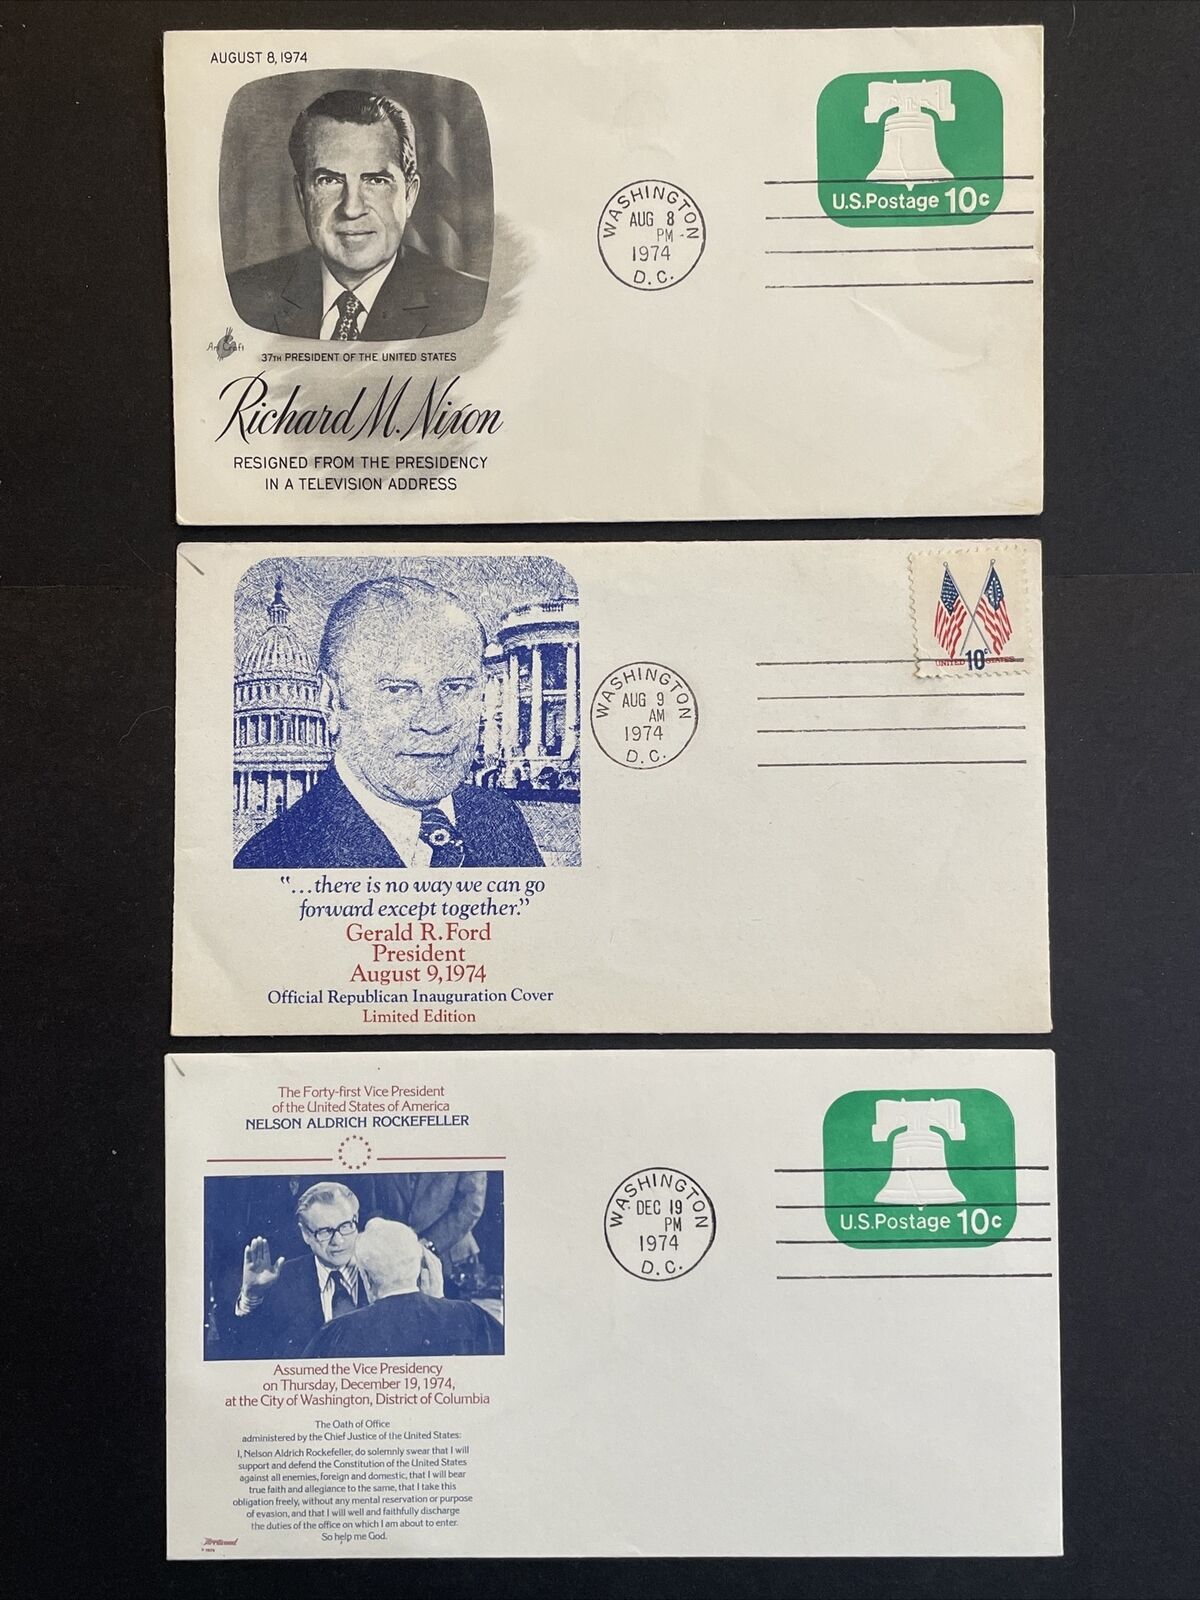 AUGUST 8, 1974
U.S.Postage 10c
WASHINGTON
AUG 8
PM
1974
D. C.
Art Craft
37TH PRESIDENT OF THE UNITED STATES
Richard M. Nixon
RESIGNED FROM THE PRESIDENCY
IN A TELEVISION ADDRESS
UNITED 10c STATES
WASHINGTON
AUG 9
AM
1974
D. C.
"...there is no way we can go
forward except together."
Gerald R. Ford
President
August 9, 1974
Official Republican Inauguration Cover
Limited Edition
The Forty-first Vice President
of the United States of America
NELSON ALDRICH ROCKEFELLER
U.S.Postage 10c
WASHINGTON
DEC 19
PM
1974
D. C.
Assumed the Vice Presidency
on Thursday, December 19, 1974,
at the City of Washington, District of Columbia
The Oath of Office
administered by the Chief Justice of the United States:
I, Nelson Aldrich Rockefeller, do solemnly swear that I will
support and defend the Constitution of the United States
against all enemies, foreign and domestic, that I will bear
true faith and allegiance to the same, that I take this
obligation freely, without any mental reservation or purpose
of evasion, and that I will well and faithfully discharge
the duties of the office on which I am about to enter.
So help me God.